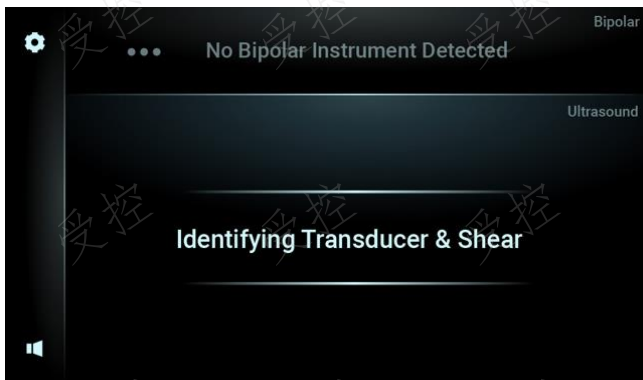 Bipolar
No Bipolar Instrument Detected
Ultrasound
Identifying Transducer & Shear
受控
受控
受控
受控
受控
受控